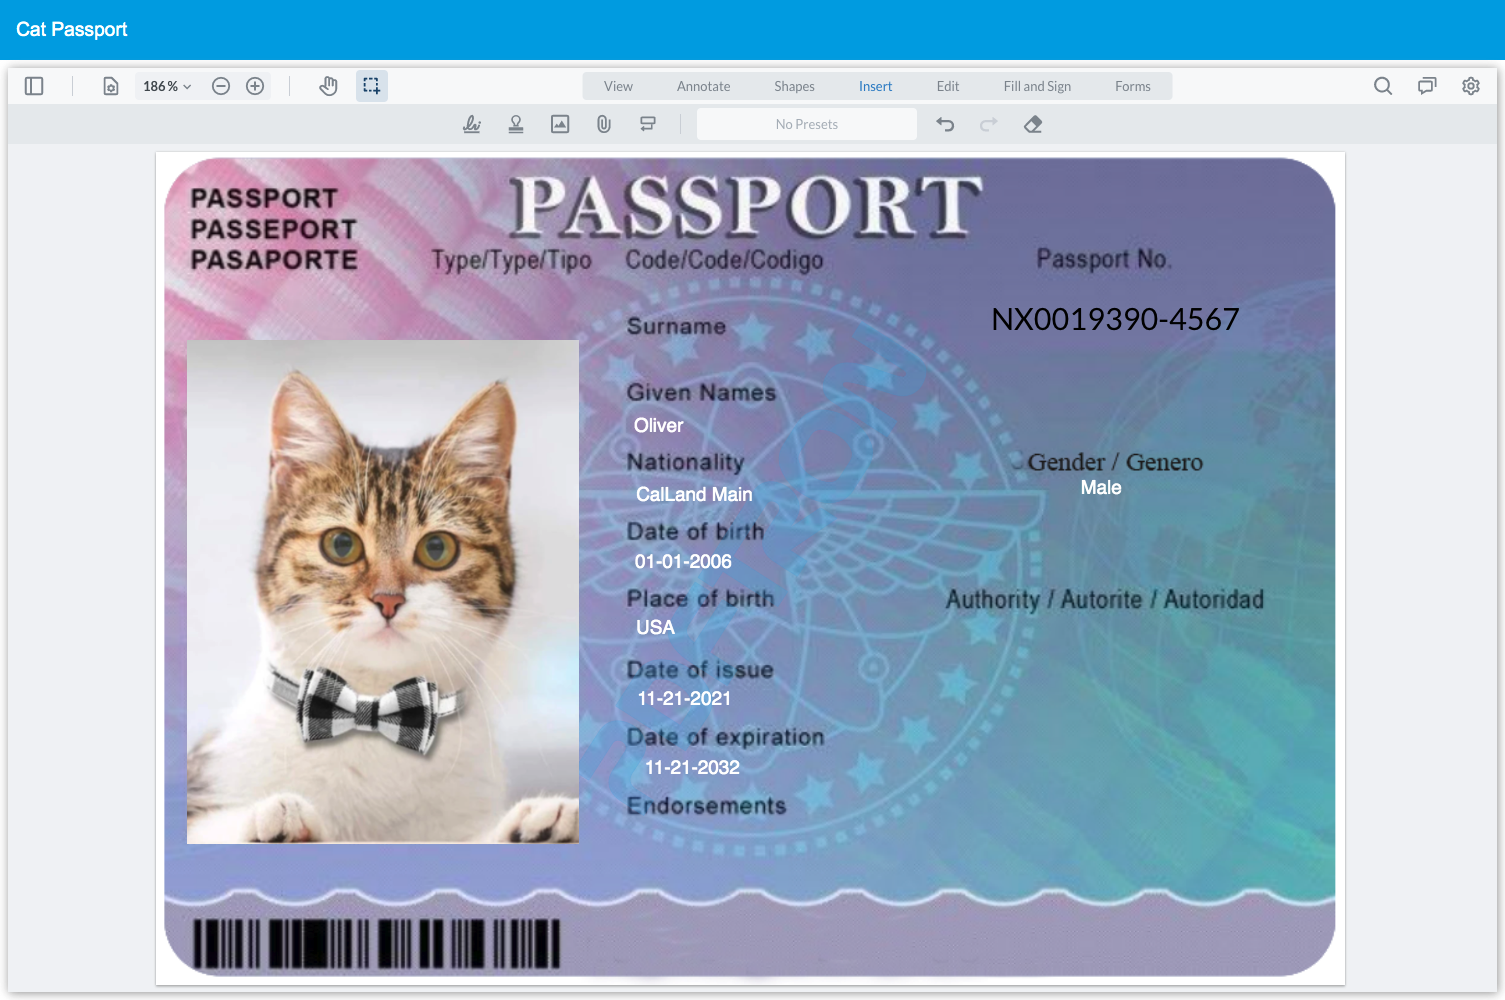 Cat Passport
186%
View Annotate Shapes Insert Edit Fill and Sign Forms
No Presets
PASSPORT
PASSEPORT
PASAPORTE
PASSPORT
Type/Type/Tipo Code/Code/Codigo Passport No.
NX0019390-4567
Surname
Given Names
Oliver
Nationality
CalLand Main
Gender / Genero
Male
Date of birth
01-01-2006
Place of birth
USA
Authority / Autorite / Autoridad
Date of issue
11-21-2021
Date of expiration
11-21-2032
Endorsements